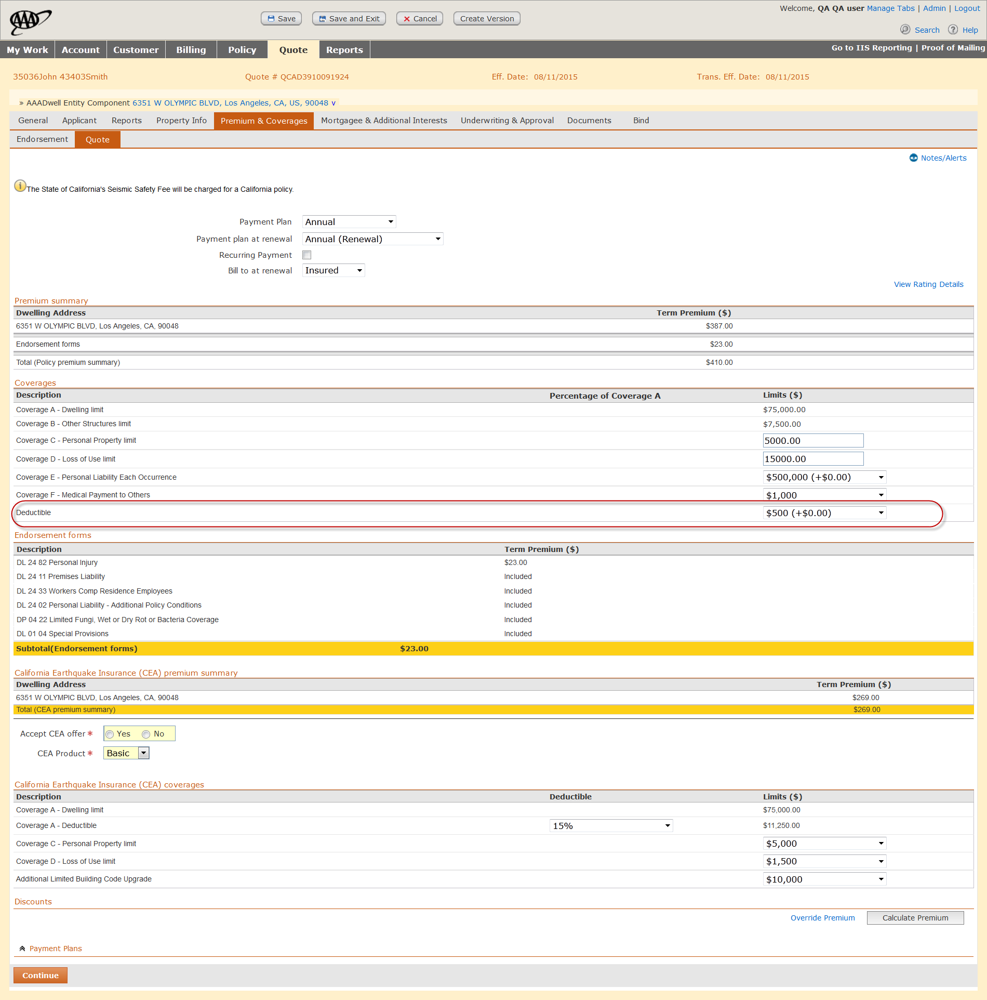 Welcome, QA QA user Manage Tabs | Admin | Logout
AAA Save Save and Exit Cancel Create Version
Search ? Help
My Work Account Customer Billing Policy Quote Reports Go to IIS Reporting | Proof of Mailing
35036John 43403Smith Quote # QCAD3910091924 Eff. Date: 08/11/2015 Trans. Eff. Date: 08/11/2015
» AAADwell Entity Component 6351 W OLYMPIC BLVD, Los Angeles, CA, US, 90048 v
General Applicant Reports Property Info Premium & Coverages Mortgagee & Additional Interests Underwriting & Approval Documents Bind
Endorsement Quote
Notes/Alerts
i The State of California's Seismic Safety Fee will be charged for a California policy.
Payment Plan Annual
Payment plan at renewal Annual (Renewal)
Recurring Payment
Bill to at renewal Insured
View Rating Details
Premium summary
Dwelling Address Term Premium ($)
6351 W OLYMPIC BLVD, Los Angeles, CA, 90048 $387.00
Endorsement forms $23.00
Total (Policy premium summary) $410.00
Coverages
Description Percentage of Coverage A Limits ($)
Coverage A - Dwelling limit $75,000.00
Coverage B - Other Structures limit $7,500.00
Coverage C - Personal Property limit 5000.00
Coverage D - Loss of Use limit 15000.00
Coverage E - Personal Liability Each Occurrence $500,000 (+$0.00)
Coverage F - Medical Payment to Others $1,000
Deductible $500 (+$0.00)
Endorsement forms
Description Term Premium ($)
DL 24 82 Personal Injury $23.00
DL 24 11 Premises Liability Included
DL 24 33 Workers Comp Residence Employees Included
DL 24 02 Personal Liability - Additional Policy Conditions Included
DP 04 22 Limited Fungi, Wet or Dry Rot or Bacteria Coverage Included
DL 01 04 Special Provisions Included
Subtotal(Endorsement forms) $23.00
California Earthquake Insurance (CEA) premium summary
Dwelling Address Term Premium ($)
6351 W OLYMPIC BLVD, Los Angeles, CA, 90048 $269.00
Total (CEA premium summary) $269.00
Accept CEA offer * Yes No
CEA Product * Basic
California Earthquake Insurance (CEA) coverages
Description Deductible Limits ($)
Coverage A - Dwelling limit $75,000.00
Coverage A - Deductible 15% $11,250.00
Coverage C - Personal Property limit $5,000
Coverage D - Loss of Use limit $1,500
Additional Limited Building Code Upgrade $10,000
Discounts
Override Premium Calculate Premium
Payment Plans
Continue